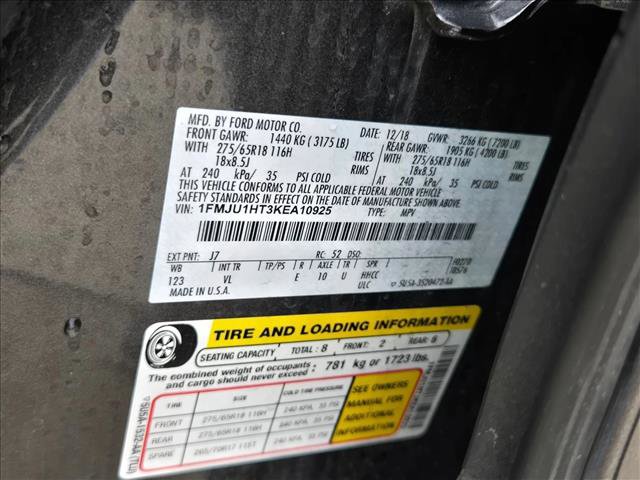 MFD. BY FORD MOTOR CO.
DATE: 12/18 GVWR: 3266 KG (7200 LB)
FRONT GAWR: 1440 KG (3175 LB) REAR GAWR: 1905 KG (4200 LB)
WITH 275/65R18 116H TIRES WITH 275/65R18 116H TIRES
18x8.5J RIMS 18x8.5J RIMS
AT 240 kPa/ 35 PSI COLD AT 240 kPa/ 35 PSI COLD
THIS VEHICLE CONFORMS TO ALL APPLICABLE FEDERAL MOTOR VEHICLE
SAFETY STANDARDS IN EFFECT ON THE DATE OF MANUFACTURE SHOWN ABOVE.
VIN: 1FMJU1HT3KEA10925 TYPE: MPV
EXT PNT: J7 RC: 52 DSO:
WB INT TR TP/PS R AXLE TR SPR
123 VL E 10 U HHCC
MADE IN U.S.A. ULC
TIRE AND LOADING INFORMATION
SEATING CAPACITY TOTAL: 8 FRONT: 2 REAR: 6
The combined weight of occupants and cargo should never exceed: 781 kg or 1723 lbs.
TIRE SIZE COLD TIRE PRESSURE
FRONT 275/65R18 116H 240 KPA, 35 PSI
REAR 275/65R18 116H 240 KPA, 35 PSI
SPARE
SEE OWNERS
MANUAL FOR
ADDITIONAL
INFORMATION